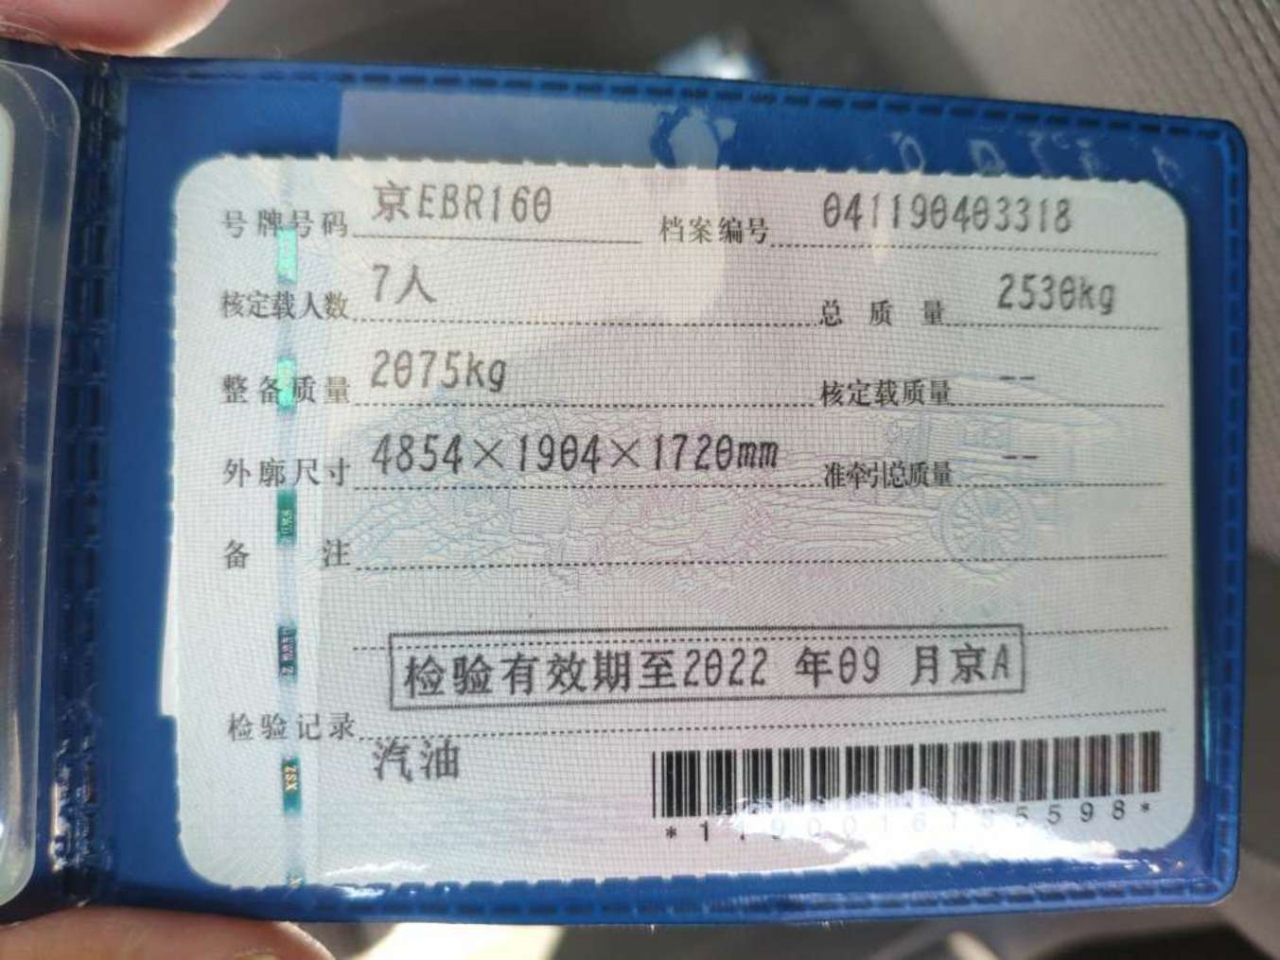 号牌号码 京EBR160 档案编号 041190403318
核定载人数 7人 总质量 2530kg
整备质量 2075kg 核定载质量 --
外廓尺寸 4854×1904×1720mm 准牵引总质量 --
备注
检验有效期至2022 年09 月京A
检验记录
汽油